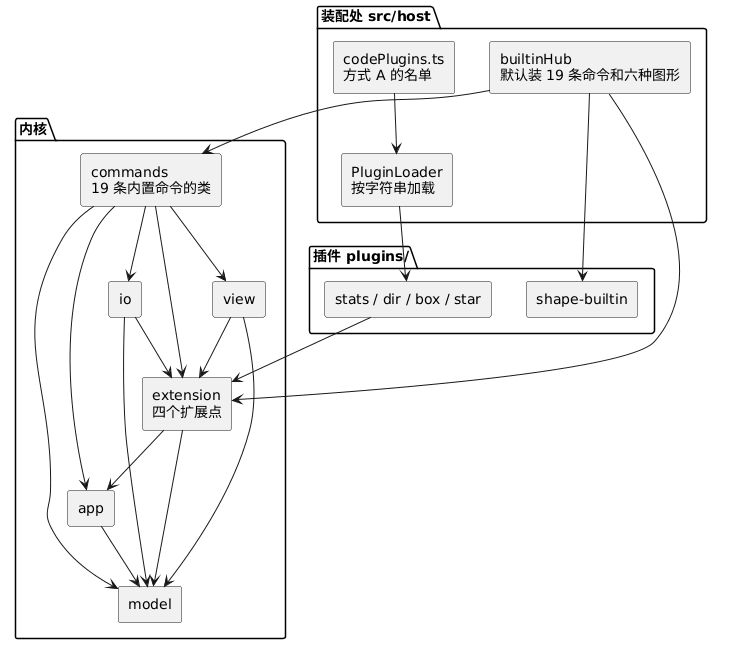 装配处 src/host
codePlugins.ts
方式 A 的名单
builtinHub
默认装 19 条命令和六种图形
PluginLoader
按字符串加载
内核
commands
19 条内置命令的类
插件 plugins/
stats / dir / box / star
shape-builtin
io
view
extension
四个扩展点
app
model